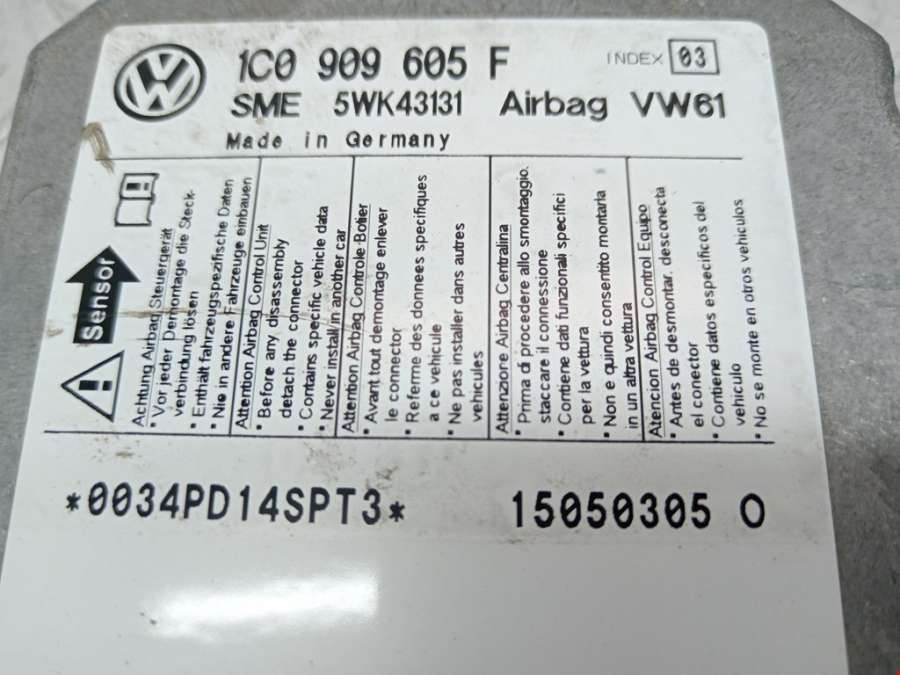 1C0 909 605 F INDEX 03
SME 5WK43131 Airbag VW61
Made in Germany
Sensor
Achtung Airbag Steuergerät
* Vor jeder Demontage die Steck-
verbindung lösen
* Enthält fahrzeugspezifische Daten
* Nie in andere Fahrzeuge einbauen
Attention Airbag Control Unit
* Before any disassembly
detach the connector
* Contains specific vehicle data
* Never install in another car
Attention Airbag Controle-Boîtier
* Avant tout demontage enlever
le connector
* Referme des donnees specifiques
a ce vehicule
* Ne pas installer dans autres
vehicules
Attenzione Airbag Centralina
* Prima di procedere allo smontaggio.
staccare il connessione
* Contiene dati funzionali specifici
per la vettura
* Non e quindi consentito montarla
in un altra vettura
Atencion Airbag Control Equipo
* Antes de desmontar, desconecta
el conector
* Contiene datos especificos del
vehiculo
* No se monte en otros vehiculos
*0034PD14SPT3* 15050305 O